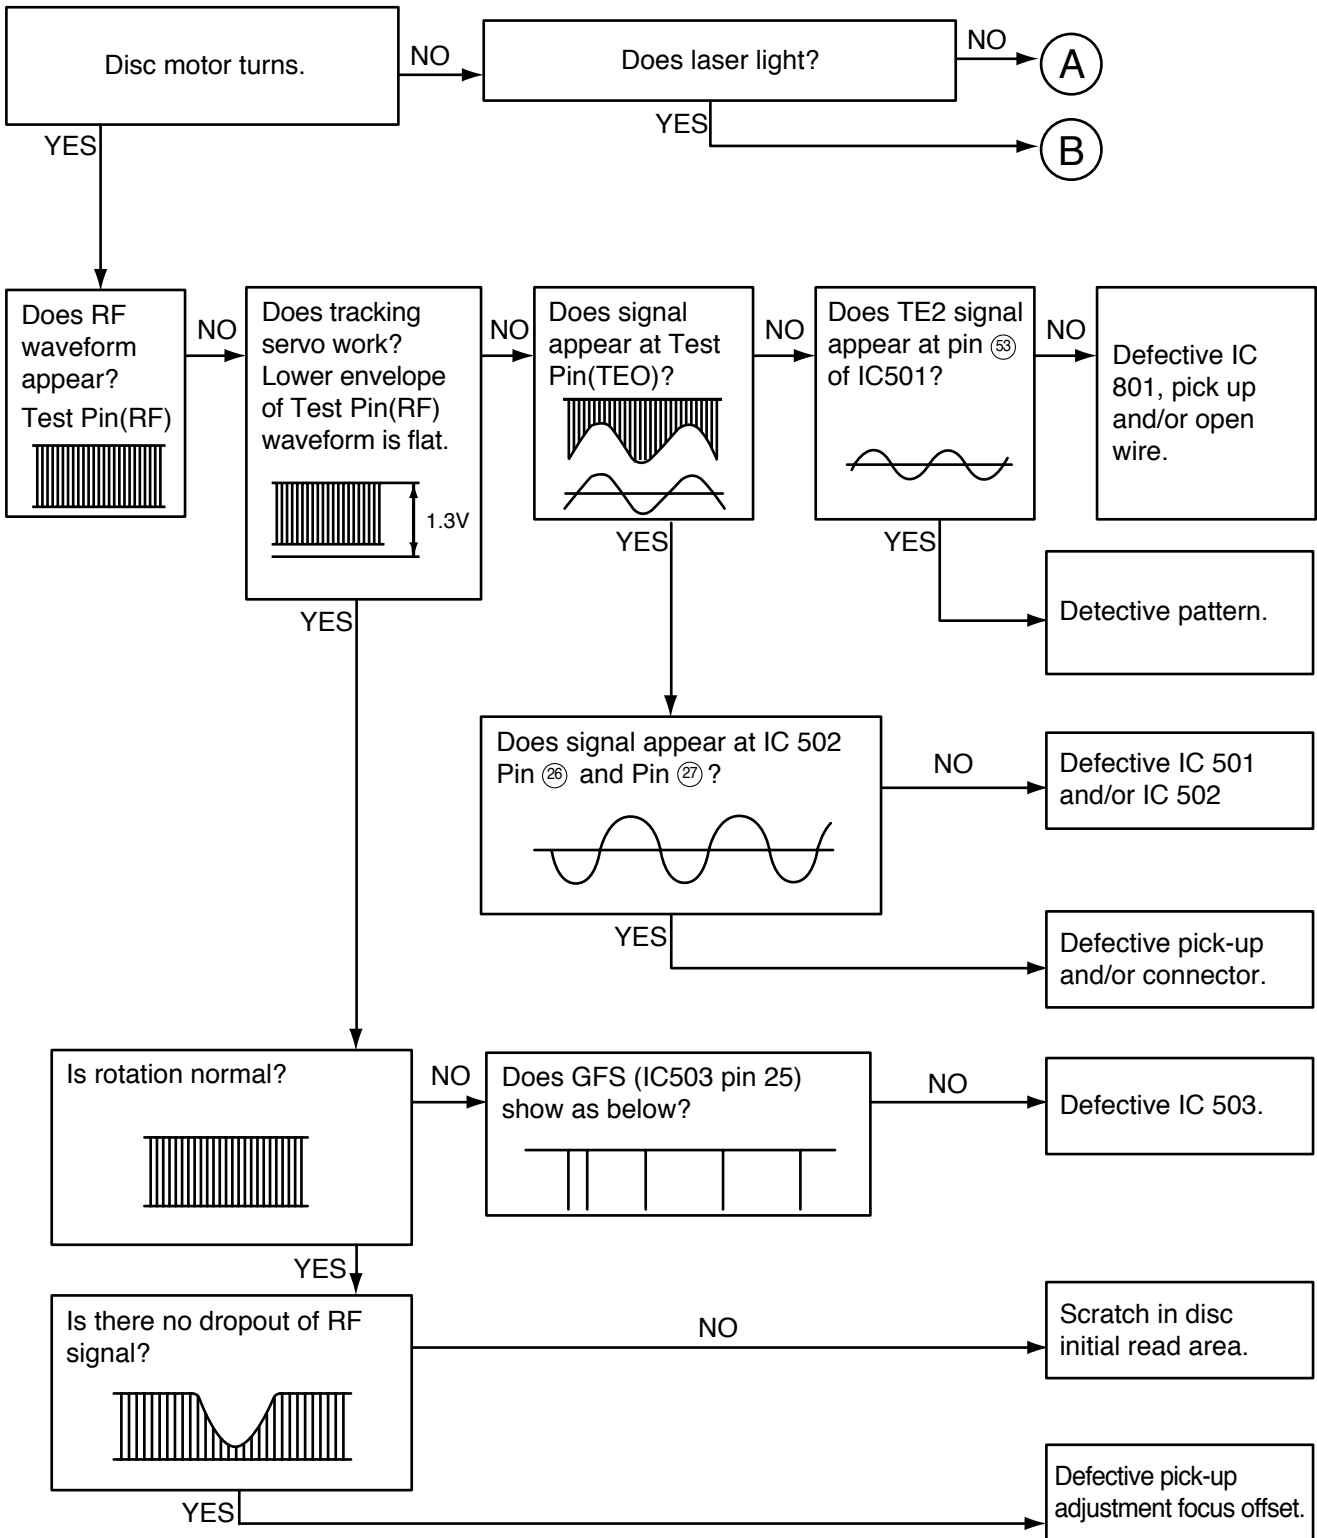 Disc motor turns.
NO
Does laser light?
NO
A
YES
YES
B
Does RF
waveform
appear?
Test Pin(RF)
NO
Does tracking
servo work?
Lower envelope
of Test Pin(RF)
waveform is flat.
1.3V
NO
Does signal
appear at Test
Pin(TEO)?
NO
Does TE2 signal
appear at pin 53
of IC501?
NO
Defective IC
801, pick up
and/or open
wire.
YES
YES
YES
Detective pattern.
Does signal appear at IC 502
Pin 26 and Pin 27 ?
NO
Defective IC 501
and/or IC 502
YES
Defective pick-up
and/or connector.
Is rotation normal?
NO
Does GFS (IC503 pin 25)
show as below?
NO
Defective IC 503.
YES
Is there no dropout of RF
signal?
NO
Scratch in disc
initial read area.
YES
Defective pick-up
adjustment focus offset.